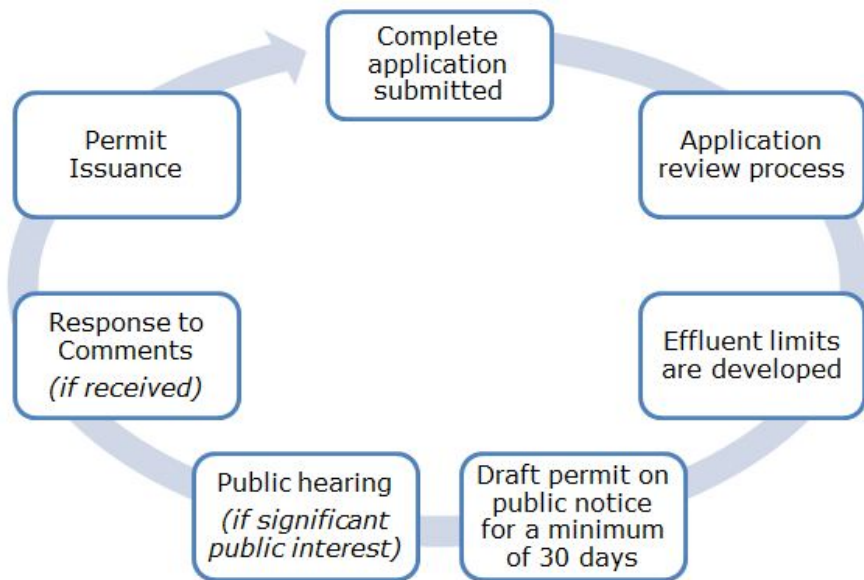 Complete
application
submitted
Application
review process
Effluent limits
are developed
Draft permit on
public notice
for a minimum
of 30 days
Public hearing
(if significant
public interest)
Response to
Comments
(if received)
Permit
Issuance